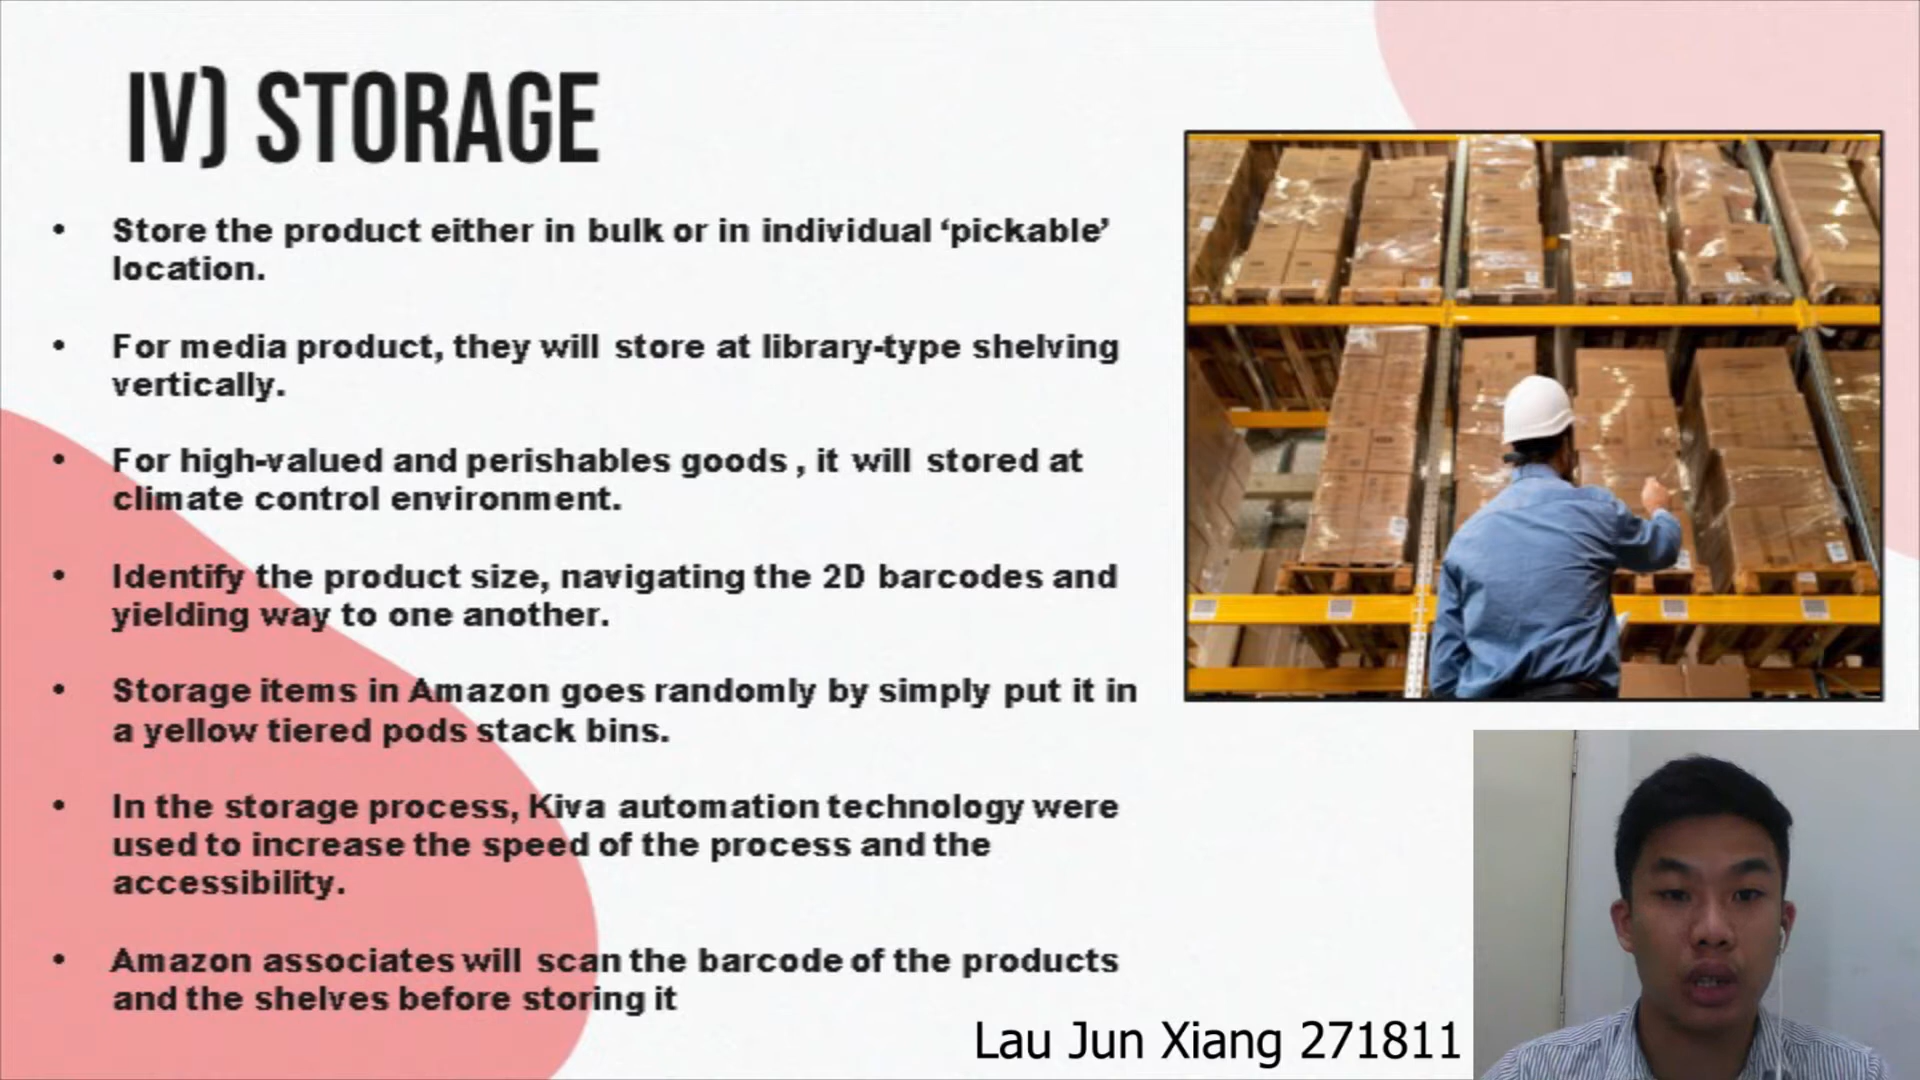 IV) STORAGE
• Store the product either in bulk or in individual ‘pickable’
location.
• For media product, they will store at library-type shelving
vertically.
• For high-valued and perishables goods , it will stored at
climate control environment.
• Identify the product size, navigating the 2D barcodes and
yielding way to one another.
• Storage items in Amazon goes randomly by simply put it in
a yellow tiered pods stack bins.
• In the storage process, Kiva automation technology were
used to increase the speed of the process and the
accessibility.
• Amazon associates will scan the barcode of the products
and the shelves before storing it
Lau Jun Xiang 271811